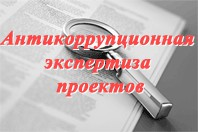 Антикоррупционная
экспертиза
проектов